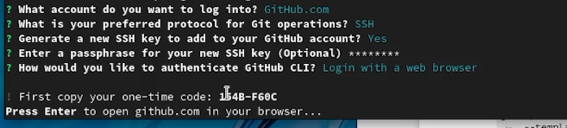 ? What account do you want to log into? GitHub.com
? What is your preferred protocol for Git operations? SSH
? Generate a new SSH key to add to your GitHub account? Yes
? Enter a passphrase for your new SSH key (Optional) ********
? How would you like to authenticate GitHub CLI? Login with a web browser
! First copy your one-time code: 154B-F60C
Press Enter to open github.com in your browser...